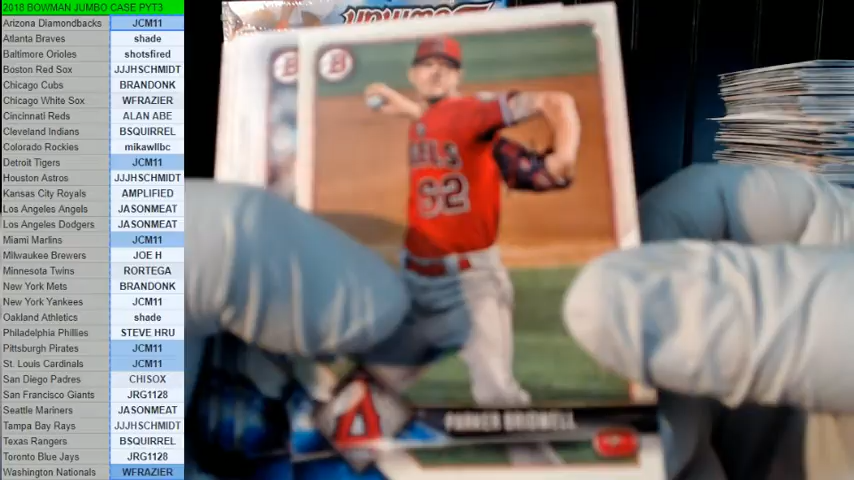 2018 BOWMAN JUMBO CASE PYT3
Arizona Diamondbacks JCM11
Atlanta Braves shade
Baltimore Orioles shotsfired
Boston Red Sox JJJHSCHMIDT
Chicago Cubs BRANDONK
Chicago White Sox WFRAZIER
Cincinnati Reds ALAN ABE
Cleveland Indians BSQUIRREL
Colorado Rockies mikawllbc
Detroit Tigers JCM11
Houston Astros JJJHSCHMIDT
Kansas City Royals AMPLIFIED
Los Angeles Angels JASONMEAT
Los Angeles Dodgers JASONMEAT
Miami Marlins JCM11
Milwaukee Brewers JOE H
Minnesota Twins RORTEGA
New York Mets BRANDONK
New York Yankees JCM11
Oakland Athletics shade
Philadelphia Phillies STEVE HRU
Pittsburgh Pirates JCM11
St. Louis Cardinals JCM11
San Diego Padres CHISOX
San Francisco Giants JRG1128
Seattle Mariners JASONMEAT
Tampa Bay Rays JJJHSCHMIDT
Texas Rangers BSQUIRREL
Toronto Blue Jays JRG1128
Washington Nationals WFRAZIER
Bowman
B
B
62
A
PARKER BRIDWELL